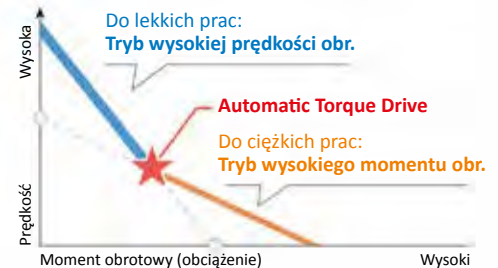 Do lekkich prac:
Tryb wysokiej prędkości obr.
Wysoka
Automatic Torque Drive
Do ciężkich prac:
Tryb wysokiego momentu obr.
Prędkość
Moment obrotowy (obciążenie)
Wysoki